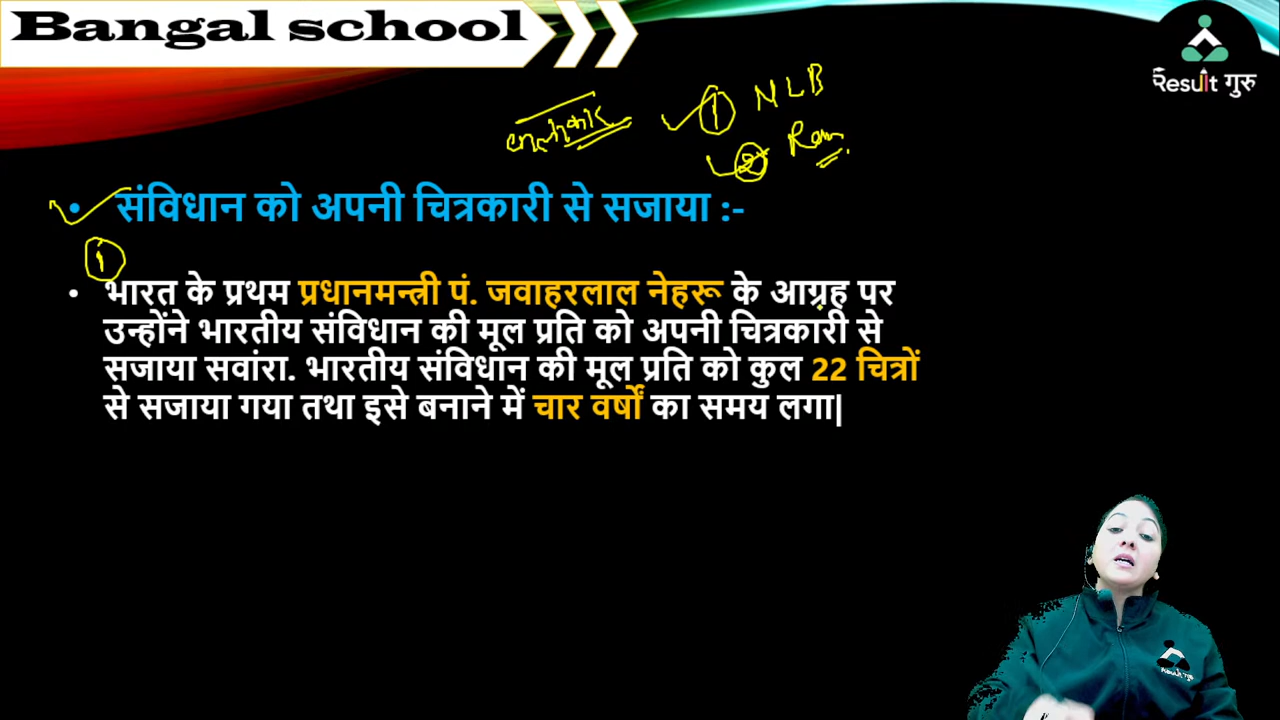 Bangal school
Result गुरु
① NLB
② Ram
संविधान को अपनी चित्रकारी से सजाया :-
①
• भारत के प्रथम प्रधानमन्त्री पं. जवाहरलाल नेहरू के आग्रह पर
उन्होंने भारतीय संविधान की मूल प्रति को अपनी चित्रकारी से
सजाया सवांरा. भारतीय संविधान की मूल प्रति को कुल 22 चित्रों
से सजाया गया तथा इसे बनाने में चार वर्षों का समय लगा|
Result गुरु